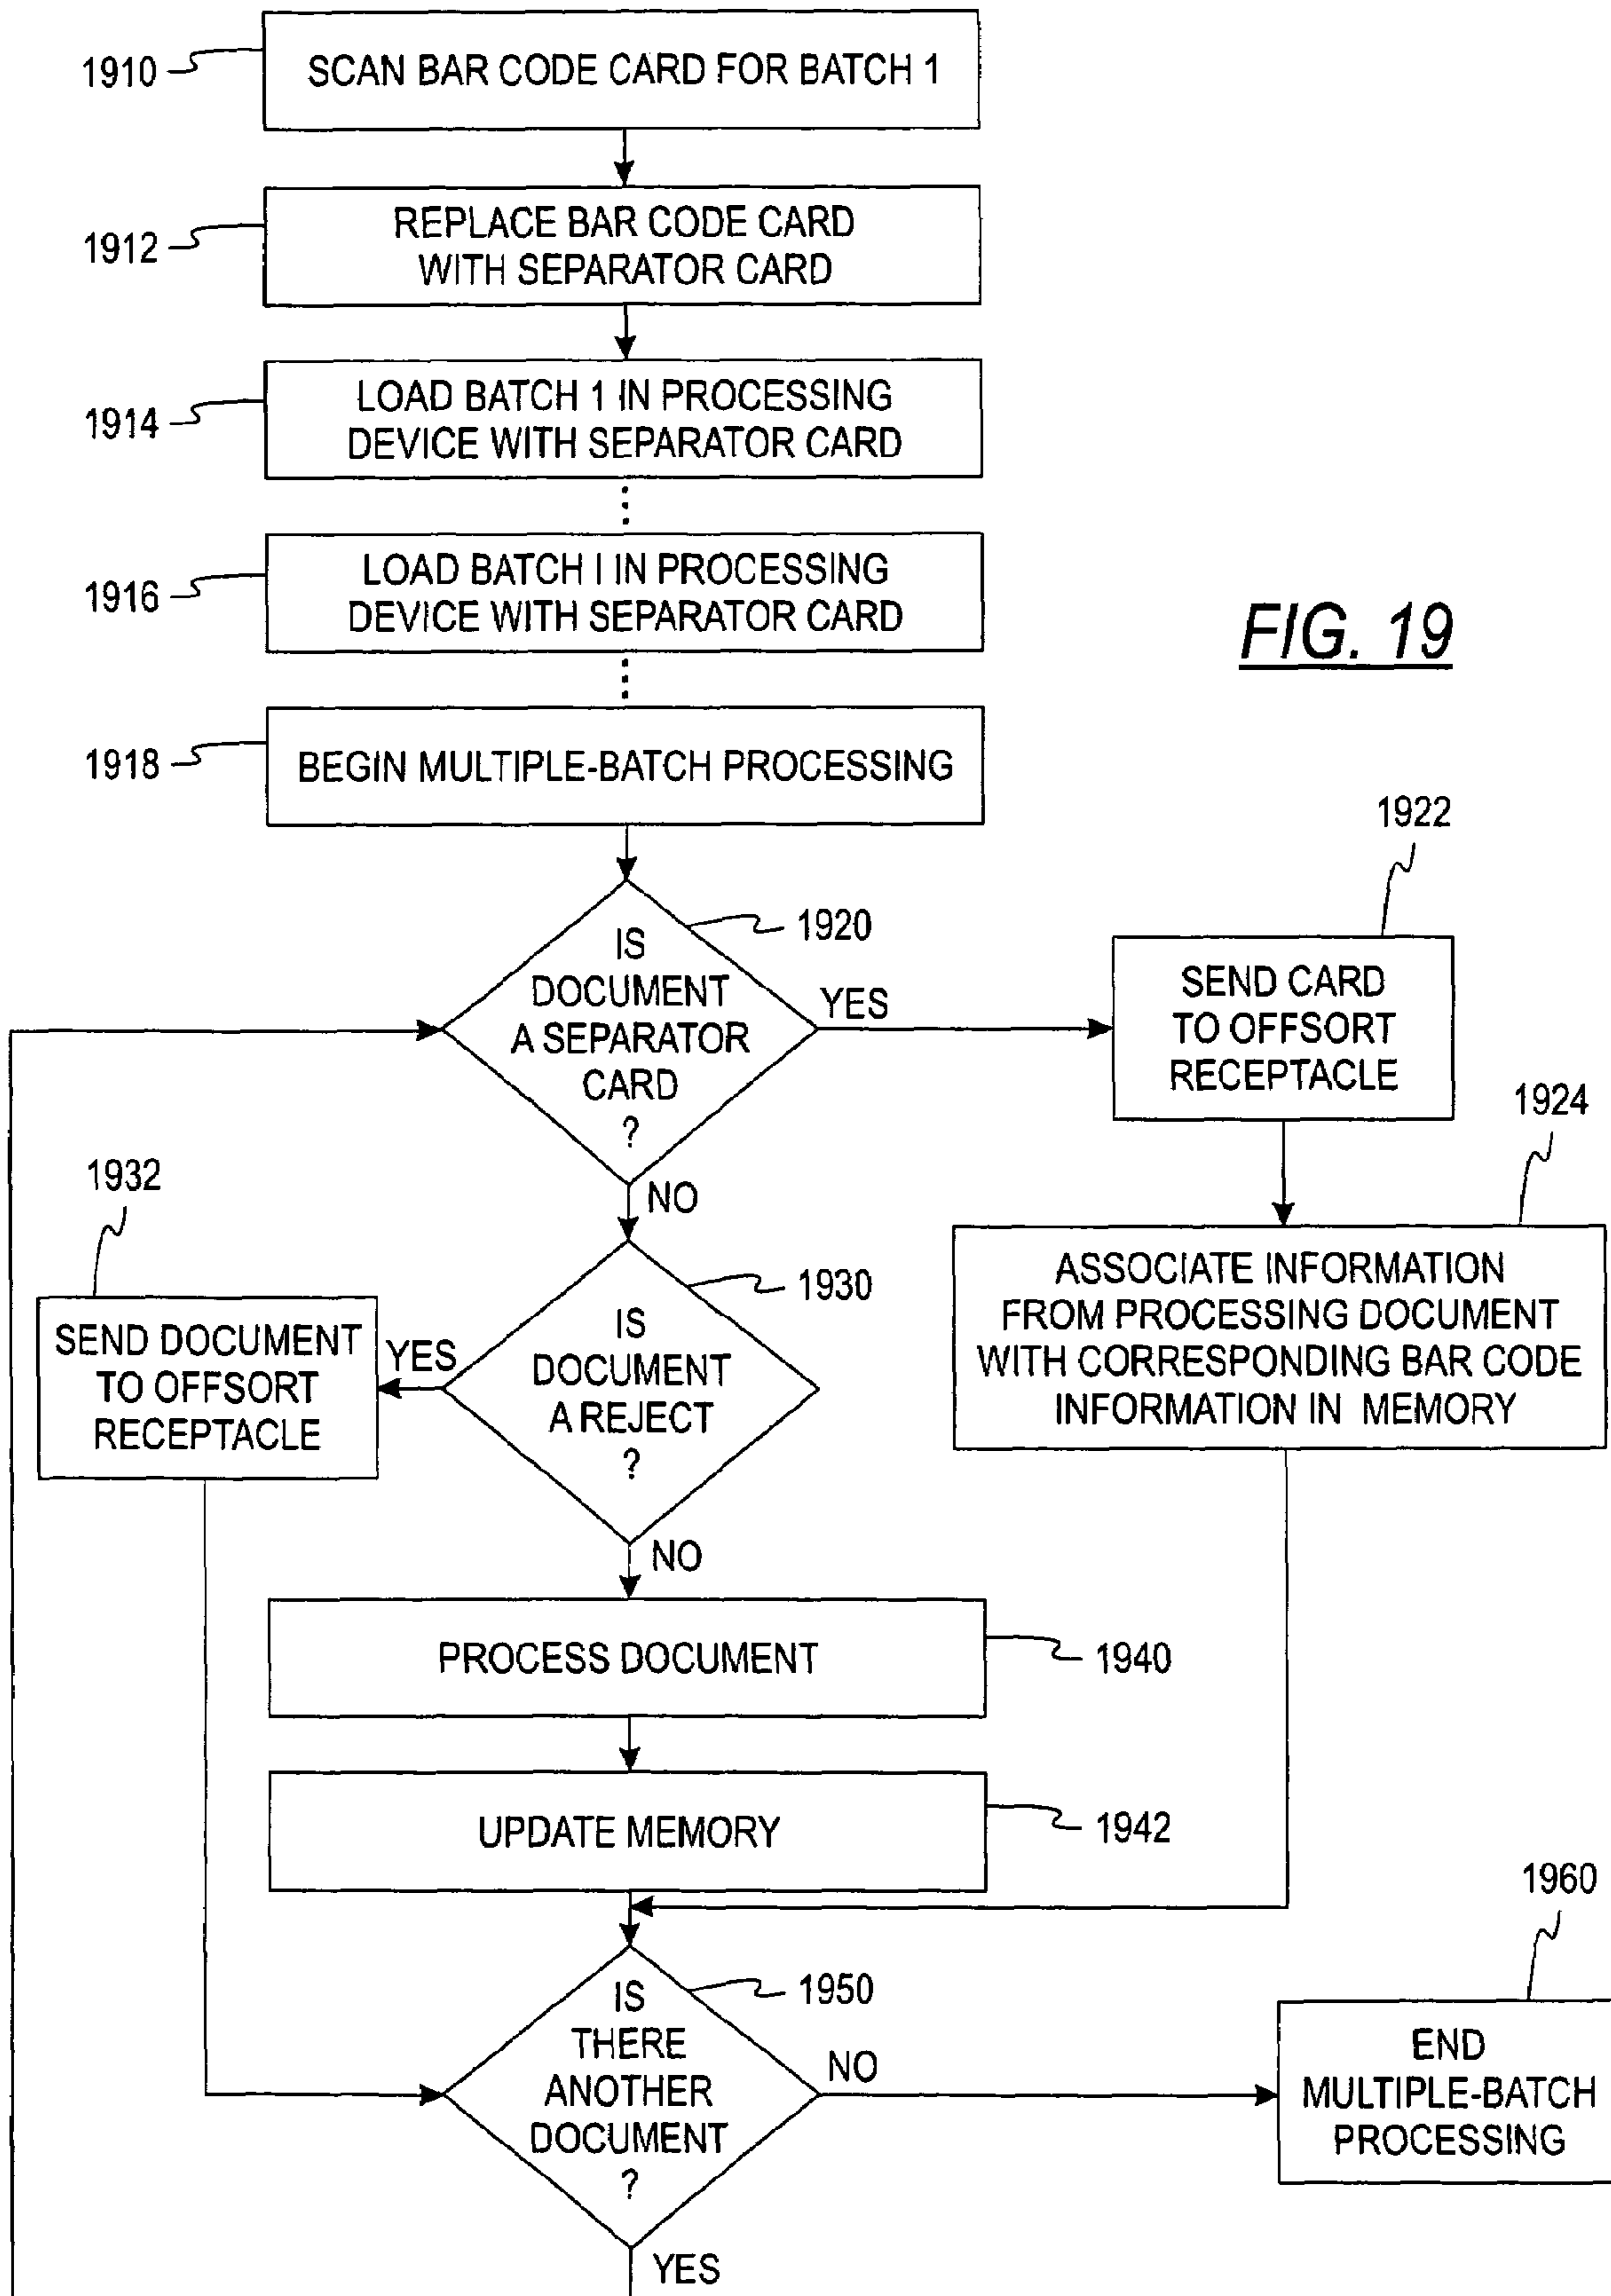 1910
SCAN BAR CODE CARD FOR BATCH 1
1912
REPLACE BAR CODE CARD
WITH SEPARATOR CARD
1914
LOAD BATCH 1 IN PROCESSING
DEVICE WITH SEPARATOR CARD
1916
LOAD BATCH I IN PROCESSING
DEVICE WITH SEPARATOR CARD
FIG. 19
1918
BEGIN MULTIPLE-BATCH PROCESSING
1920
IS
DOCUMENT
A SEPARATOR
CARD
?
YES
NO
1922
SEND CARD
TO OFFSORT
RECEPTACLE
1924
ASSOCIATE INFORMATION
FROM PROCESSING DOCUMENT
WITH CORRESPONDING BAR CODE
INFORMATION IN MEMORY
1930
IS
DOCUMENT
A REJECT
?
YES
NO
1932
SEND DOCUMENT
TO OFFSORT
RECEPTACLE
PROCESS DOCUMENT
1940
UPDATE MEMORY
1942
1950
IS
THERE
ANOTHER
DOCUMENT
?
NO
YES
1960
END
MULTIPLE-BATCH
PROCESSING